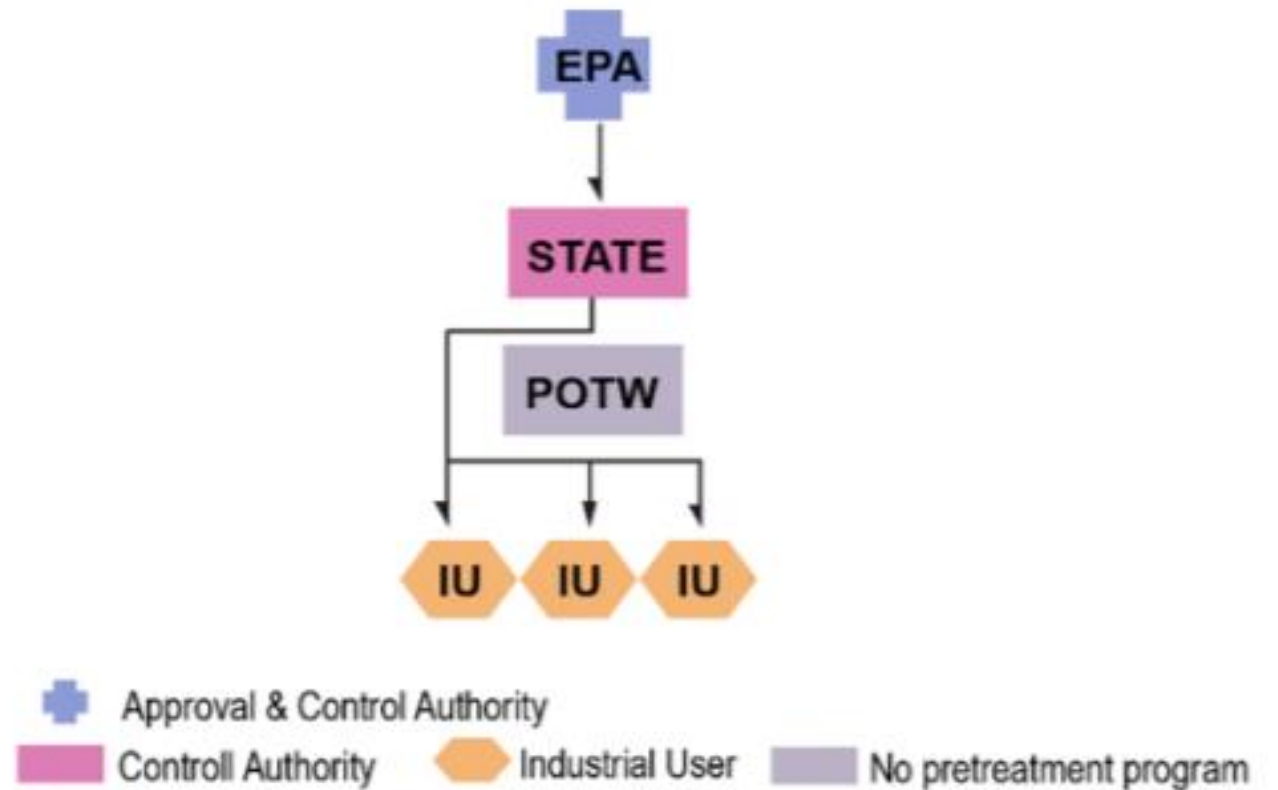 EPA
STATE
POTW
IU IU IU
Approval & Control Authority
Controll Authority Industrial User No pretreatment program